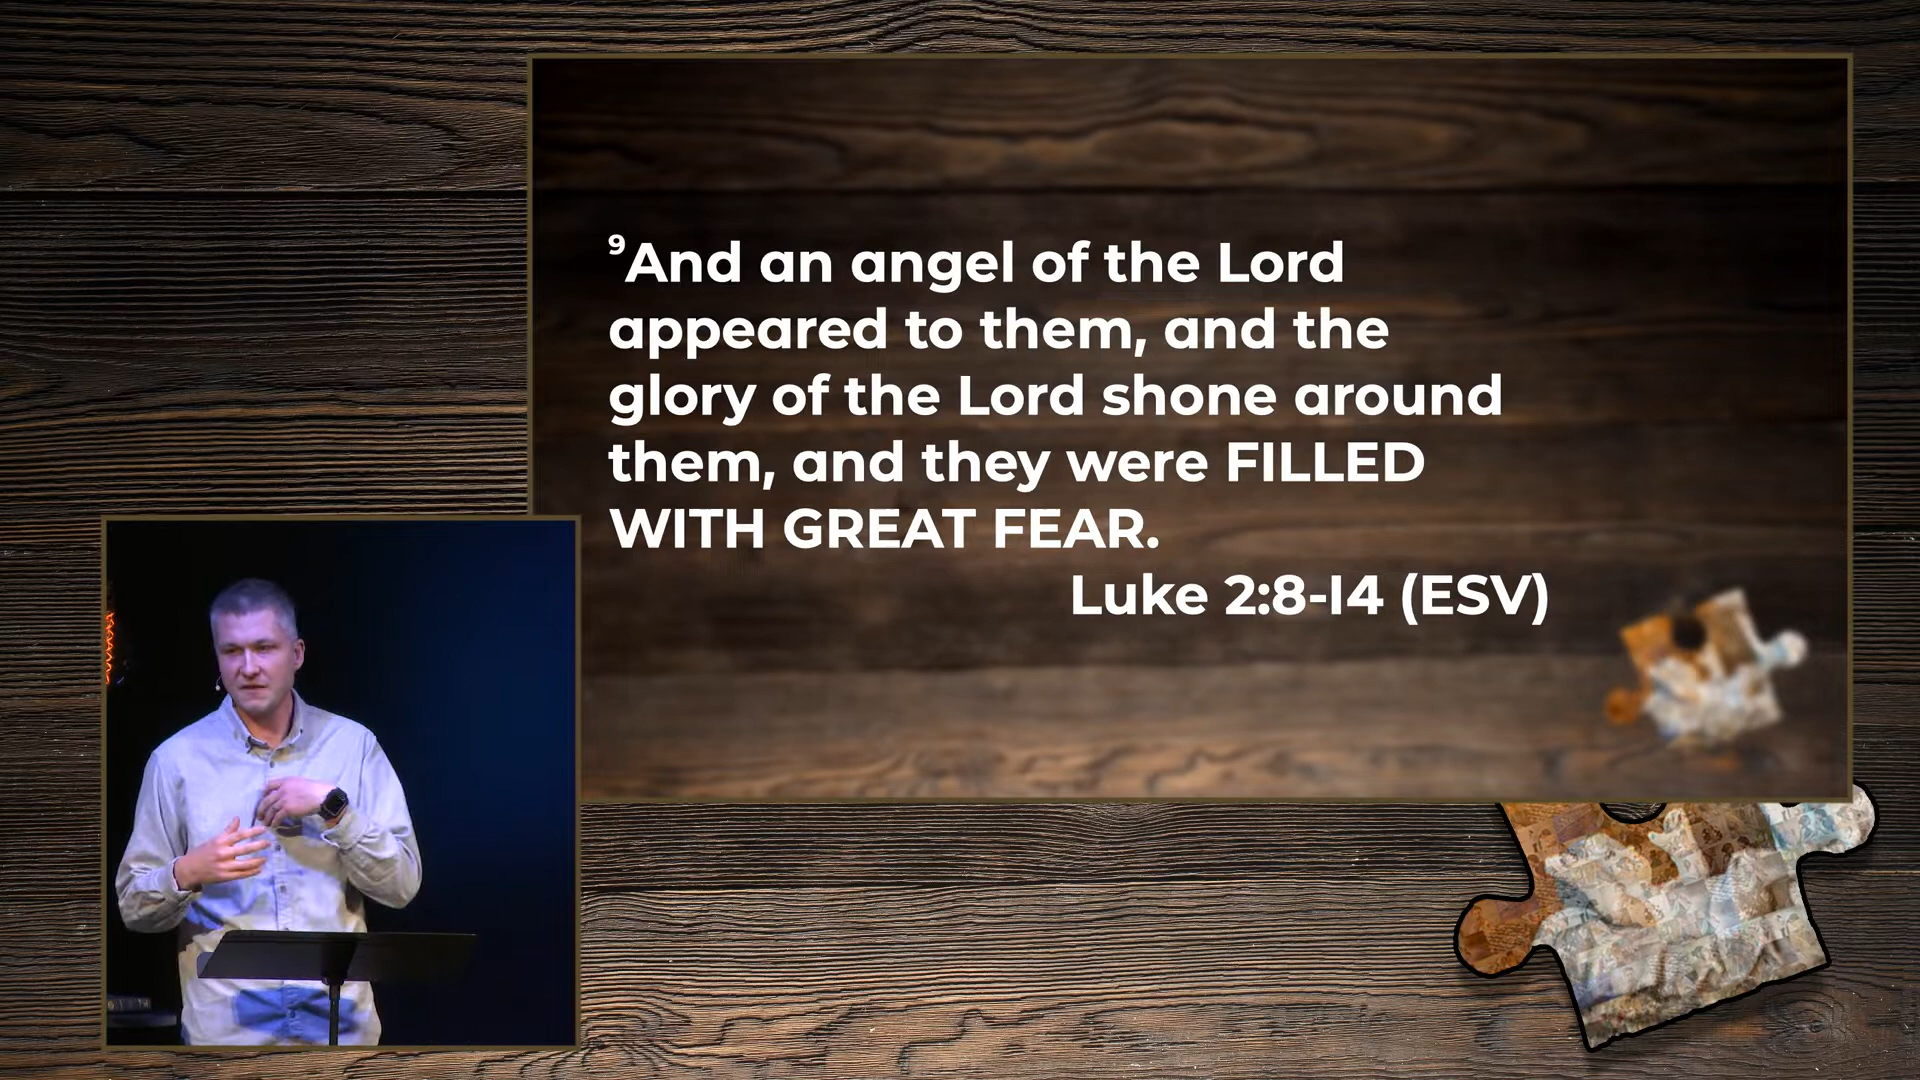 ⁹And an angel of the Lord
appeared to them, and the
glory of the Lord shone around
them, and they were FILLED
WITH GREAT FEAR.
Luke 2:8-14 (ESV)